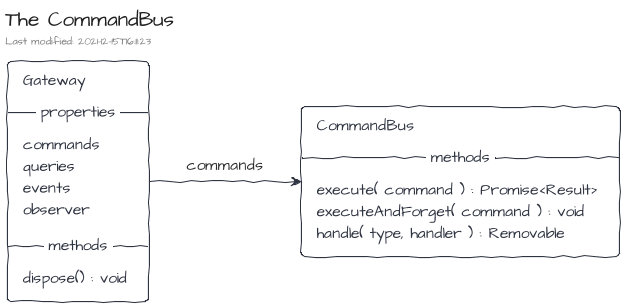 The CommandBus
Last modified: 2021-12-15T16:11:23
Gateway
properties
commands
queries
events
observer
methods
dispose() : void
commands
CommandBus
methods
execute( command ) : Promise<Result>
executeAndForget( command ) : void
handle( type, handler ) : Removable